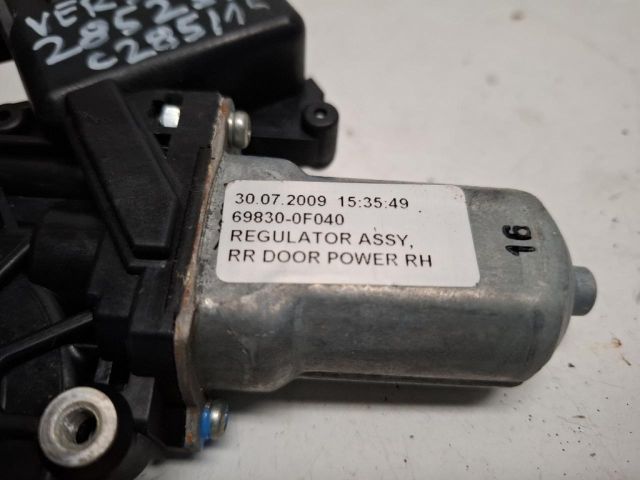 30.07.2009 15:35:49
69830-0F040
REGULATOR ASSY,
RR DOOR POWER RH
16